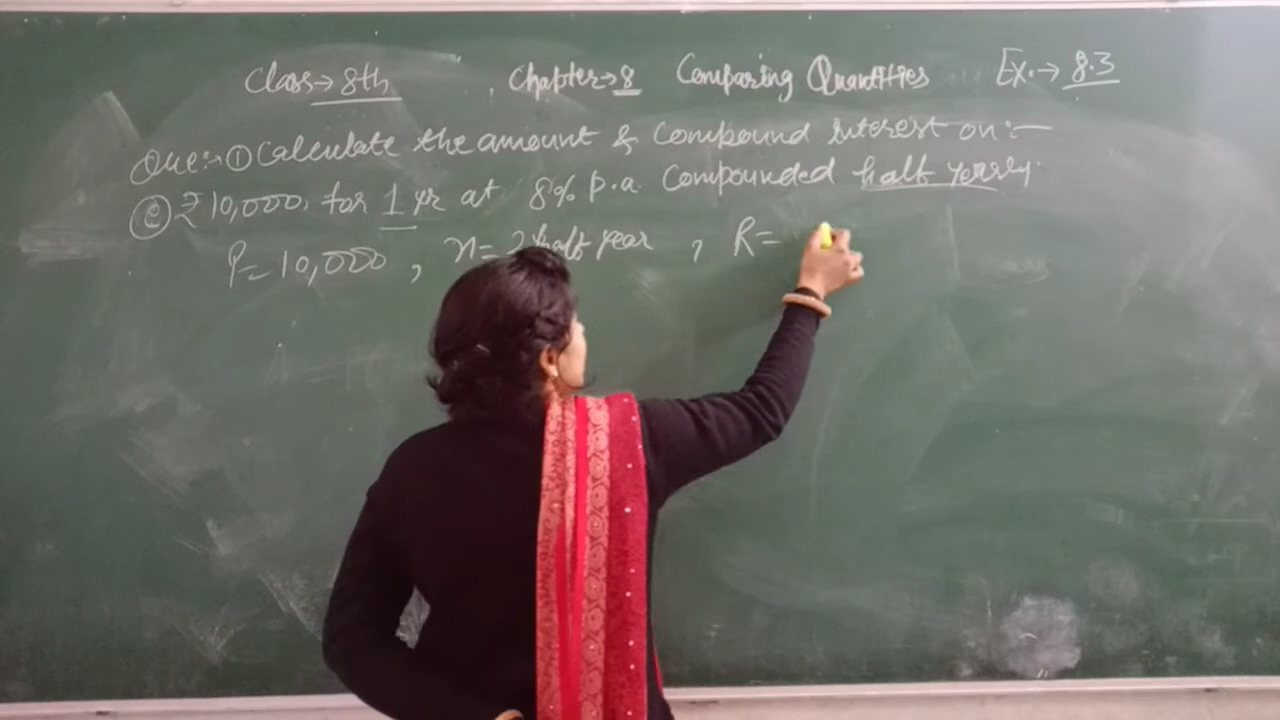 Class→ 8th Chapter→8 Comparing Quantities Ex.→ 8.3
Que:→ ① Calculate the amount & Compound interest on:—
ⓔ ₹ 10,000 for 1 yr at 8% p.a. Compounded half yearly.
P= 10,000 , n= 2 half year , R=